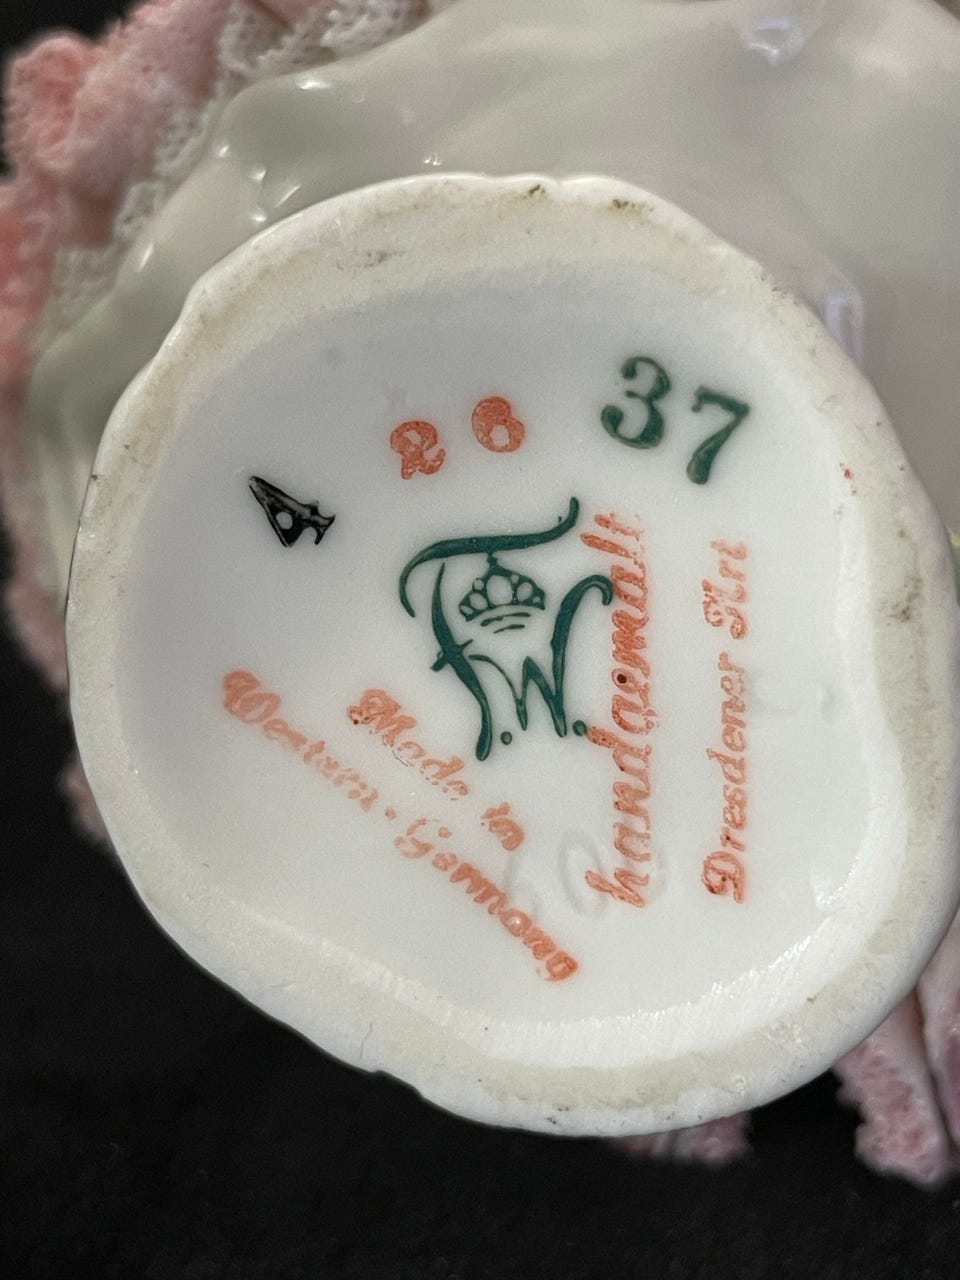 4
26
37
F.W.
handgemalt
Dresdener Art
Made in
Western-Germany